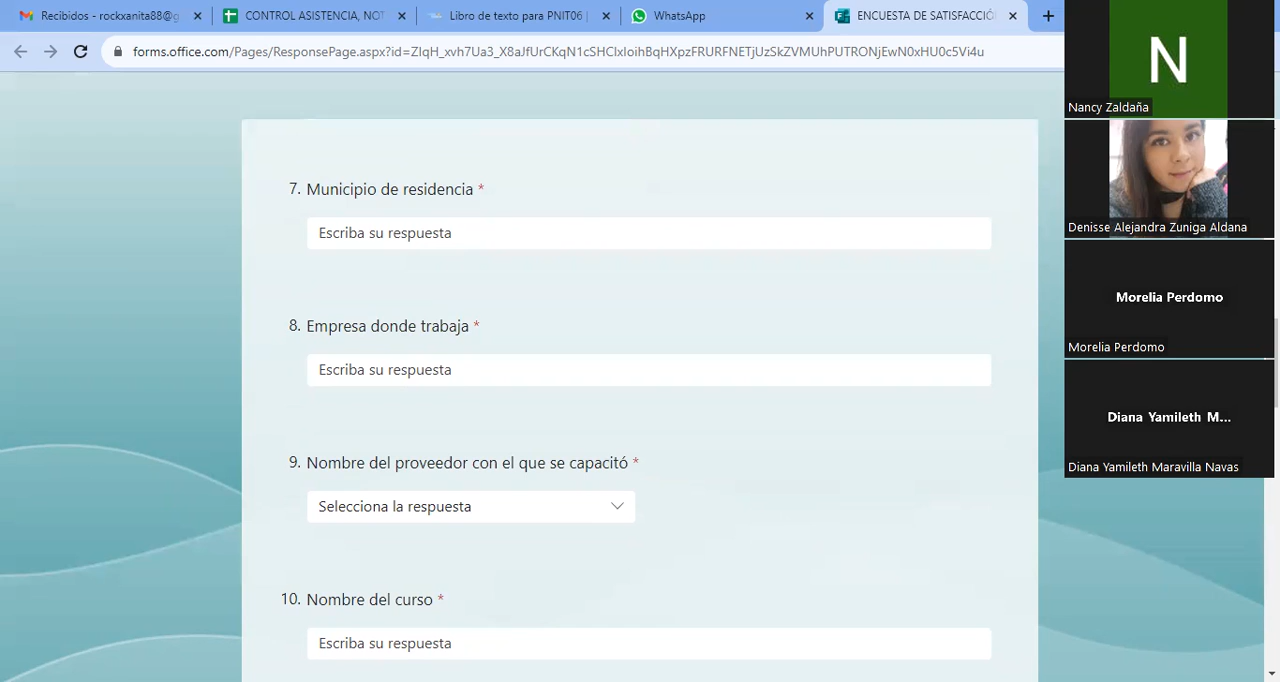 Recibidos - rockxanita88@g
CONTROL ASISTENCIA, NOT
Libro de texto para PNIT06
WhatsApp
ENCUESTA DE SATISFACCIÓ
forms.office.com/Pages/ResponsePage.aspx?id=ZIqH_xvh7Ua3_X8aJfUrCKqN1cSHClxIoihBqHXpzFRURFNETjUzSkZVMUhPUTRONjEwN0xHU0c5Vi4u
7. Municipio de residencia *
Escriba su respuesta
8. Empresa donde trabaja *
Escriba su respuesta
9. Nombre del proveedor con el que se capacitó *
Selecciona la respuesta
10. Nombre del curso *
Escriba su respuesta
N
Nancy Zaldaña
Denisse Alejandra Zuniga Aldana
Morelia Perdomo
Morelia Perdomo
Diana Yamileth M...
Diana Yamileth Maravilla Navas